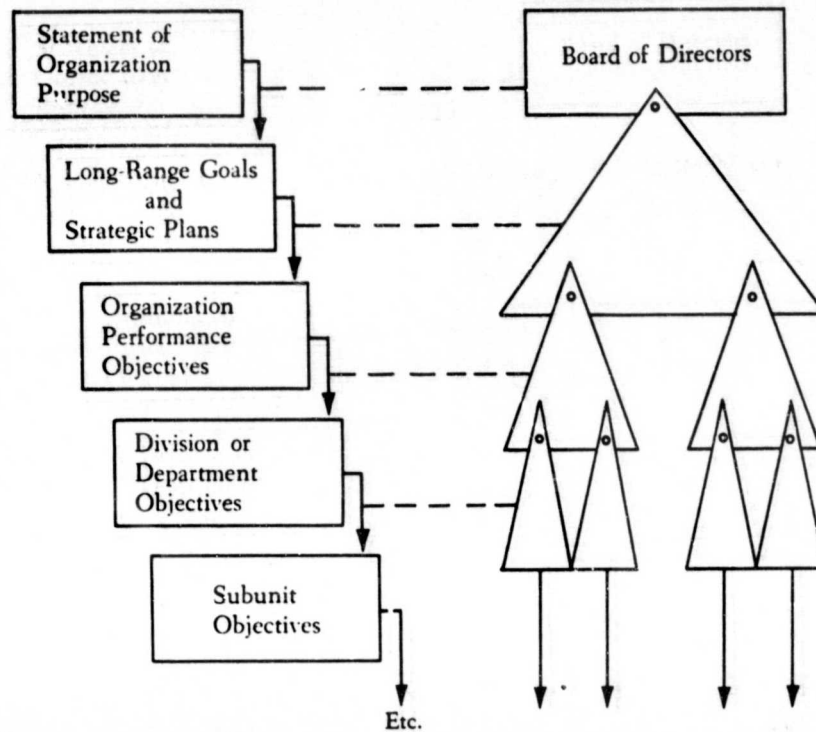 Statement of
Organization
Purpose
Board of Directors
Long-Range Goals
and
Strategic Plans
Organization
Performance
Objectives
Division or
Department
Objectives
Subunit
Objectives
Etc.